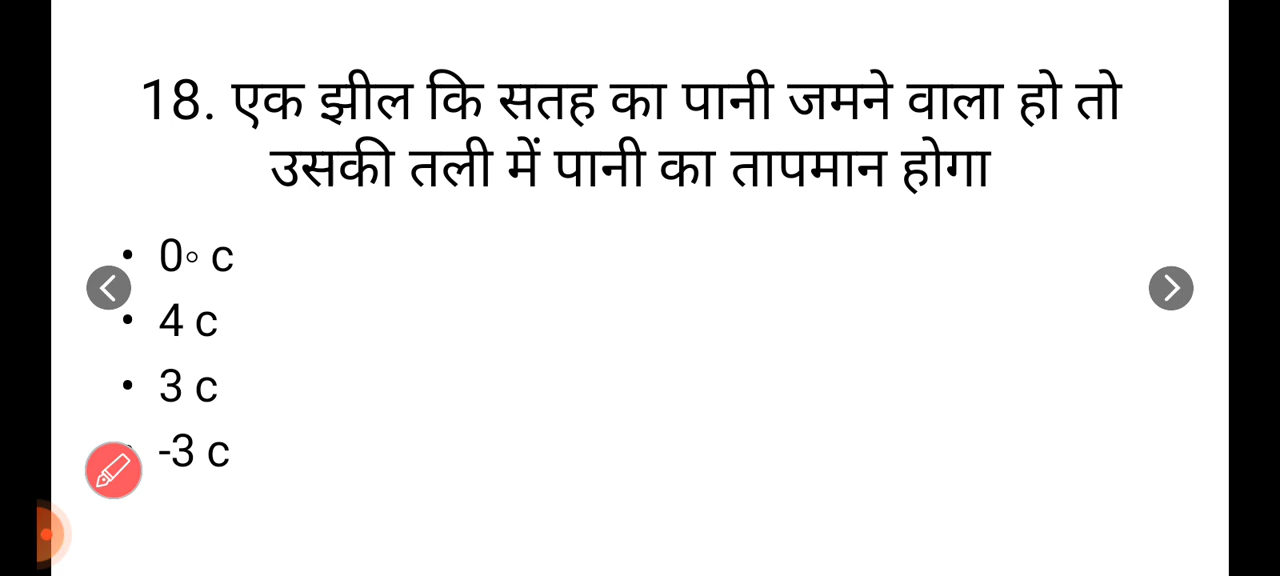 18. एक झील कि सतह का पानी जमने वाला हो तो
उसकी तली में पानी का तापमान होगा
• 0° c
• 4 c
• 3 c
-3 c